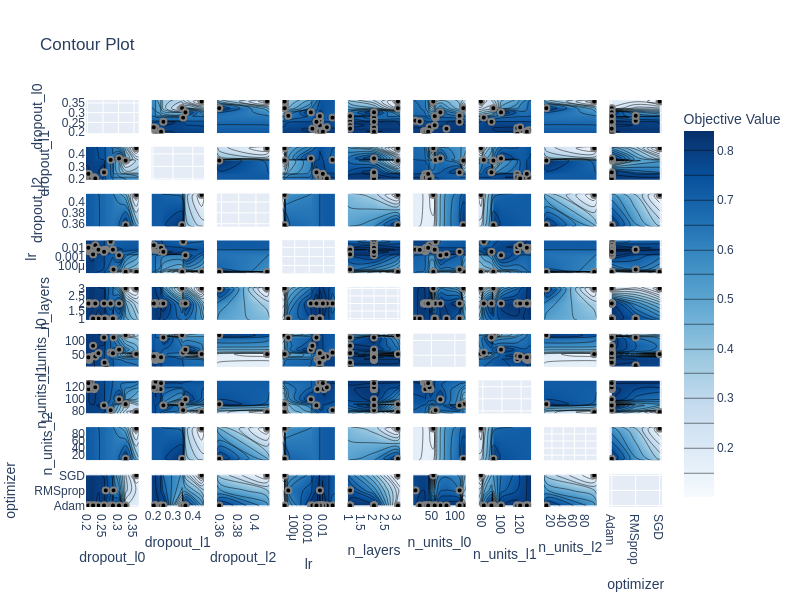 Contour Plot
Objective Value
0.8
0.7
0.6
0.5
0.4
0.3
0.2
dropout_l0
0.35
0.3
0.25
0.2
dropout_l1
0.4
0.3
0.2
dropout_l2
0.4
0.38
0.36
lr
0.01
0.001
100μ
n_layers
3
2.5
2
1.5
1
n_units_l0
100
50
n_units_l1
120
100
80
n_units_l2
80
60
40
20
optimizer
SGD
RMSprop
Adam
0.2 0.25 0.3 0.35
dropout_l0
0.2 0.3 0.4
dropout_l1
0.36 0.38 0.4
dropout_l2
100μ 0.001 0.01
lr
1 1.5 2 2.5 3
n_layers
50 100
n_units_l0
80 100 120
n_units_l1
20 40 60 80
n_units_l2
Adam RMSprop SGD
optimizer